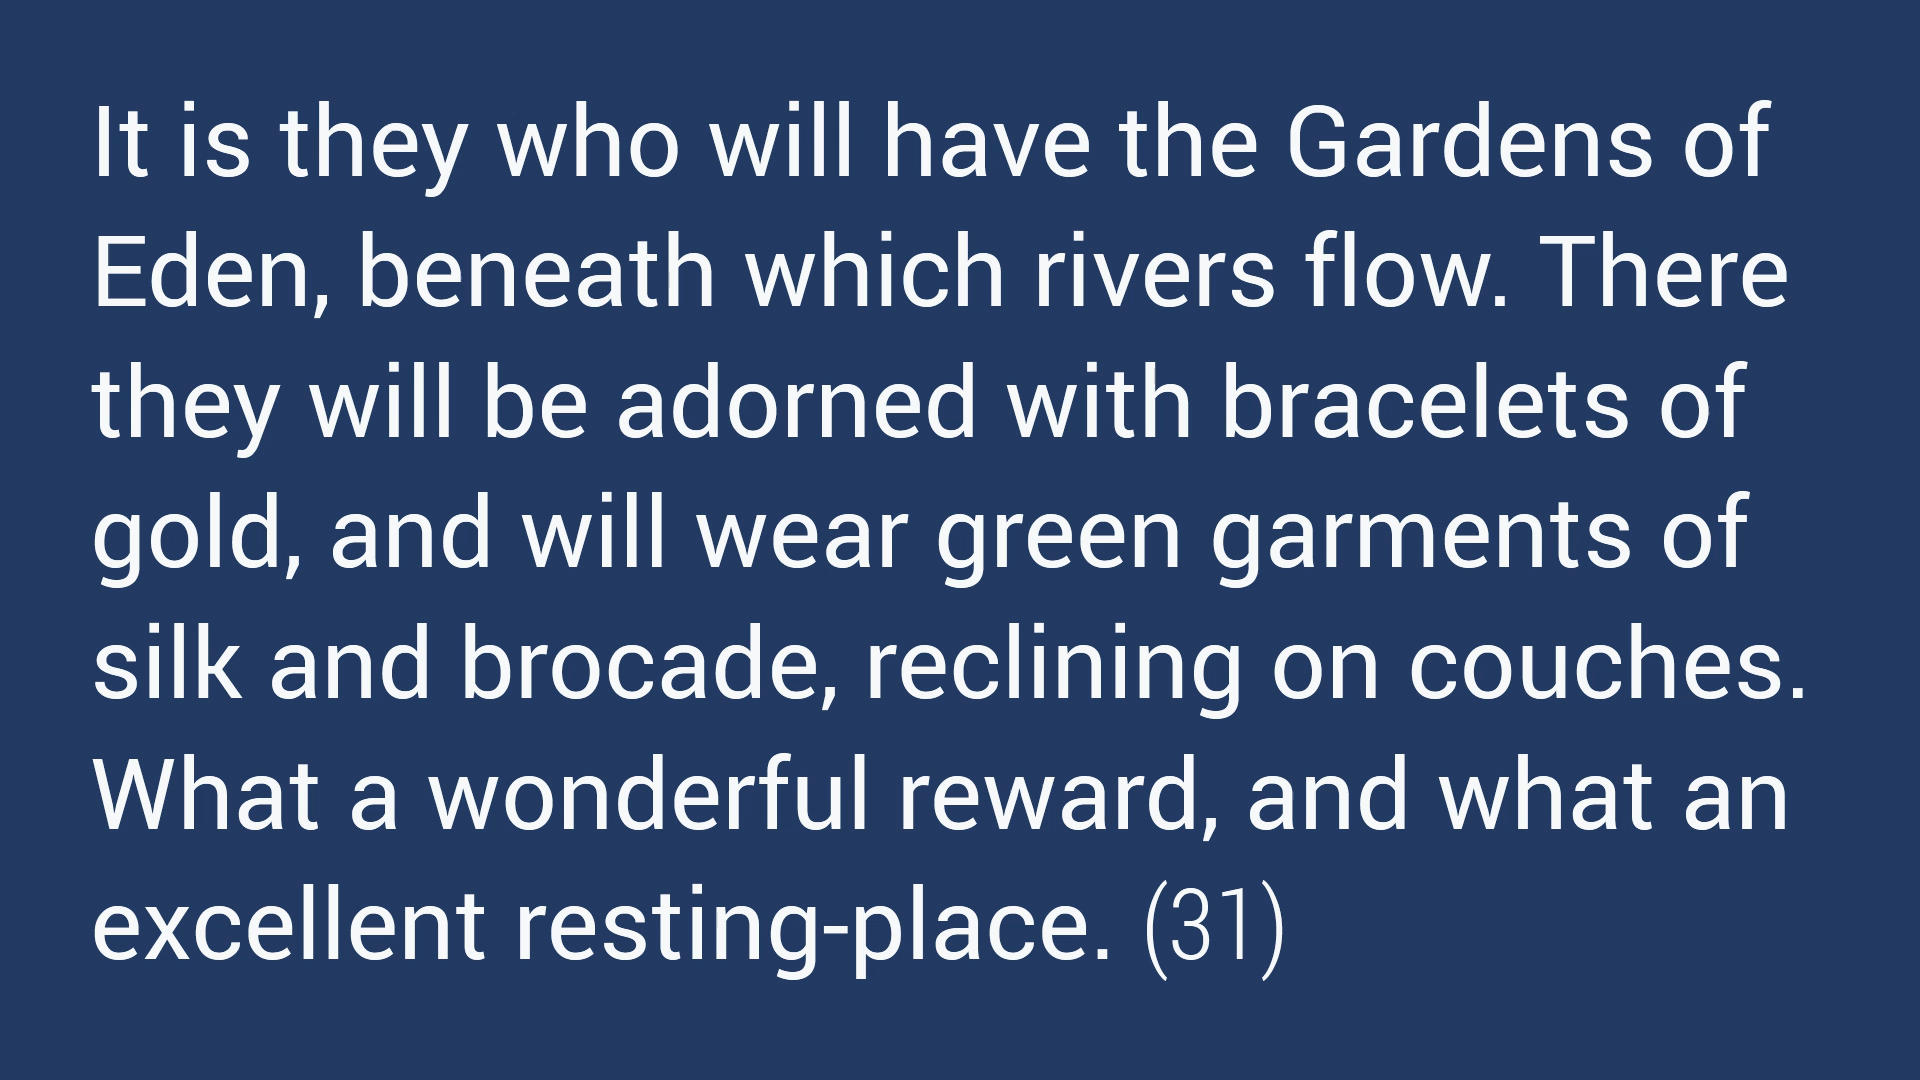 It is they who will have the Gardens of
Eden, beneath which rivers flow. There
they will be adorned with bracelets of
gold, and will wear green garments of
silk and brocade, reclining on couches.
What a wonderful reward, and what an
excellent resting-place. (31)